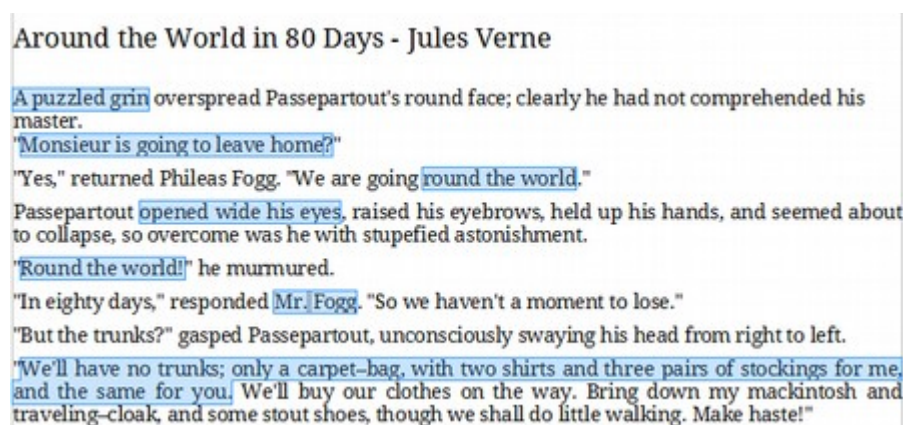 Around the World in 80 Days - Jules Verne
A puzzled grin overspread Passepartout's round face; clearly he had not comprehended his
master.
"Monsieur is going to leave home?"
"Yes," returned Phileas Fogg. "We are going round the world."
Passepartout opened wide his eyes, raised his eyebrows, held up his hands, and seemed about
to collapse, so overcome was he with stupefied astonishment.
"Round the world!" he murmured.
"In eighty days," responded Mr. Fogg. "So we haven't a moment to lose."
"But the trunks?" gasped Passepartout, unconsciously swaying his head from right to left.
"We'll have no trunks; only a carpet–bag, with two shirts and three pairs of stockings for me,
and the same for you. We'll buy our clothes on the way. Bring down my mackintosh and
traveling–cloak, and some stout shoes, though we shall do little walking. Make haste!"